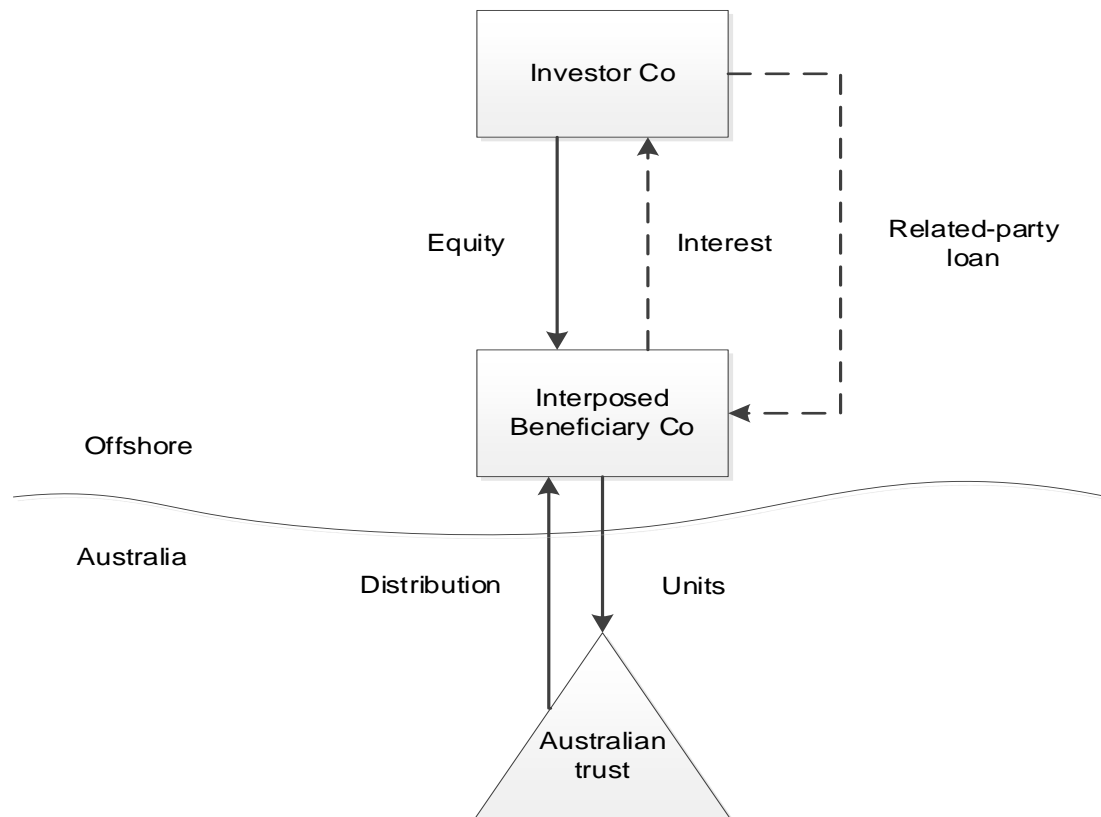 Investor Co
Equity
Interest
Related-party
loan
Interposed
Beneficiary Co
Offshore
Australia
Distribution
Units
Australian
trust